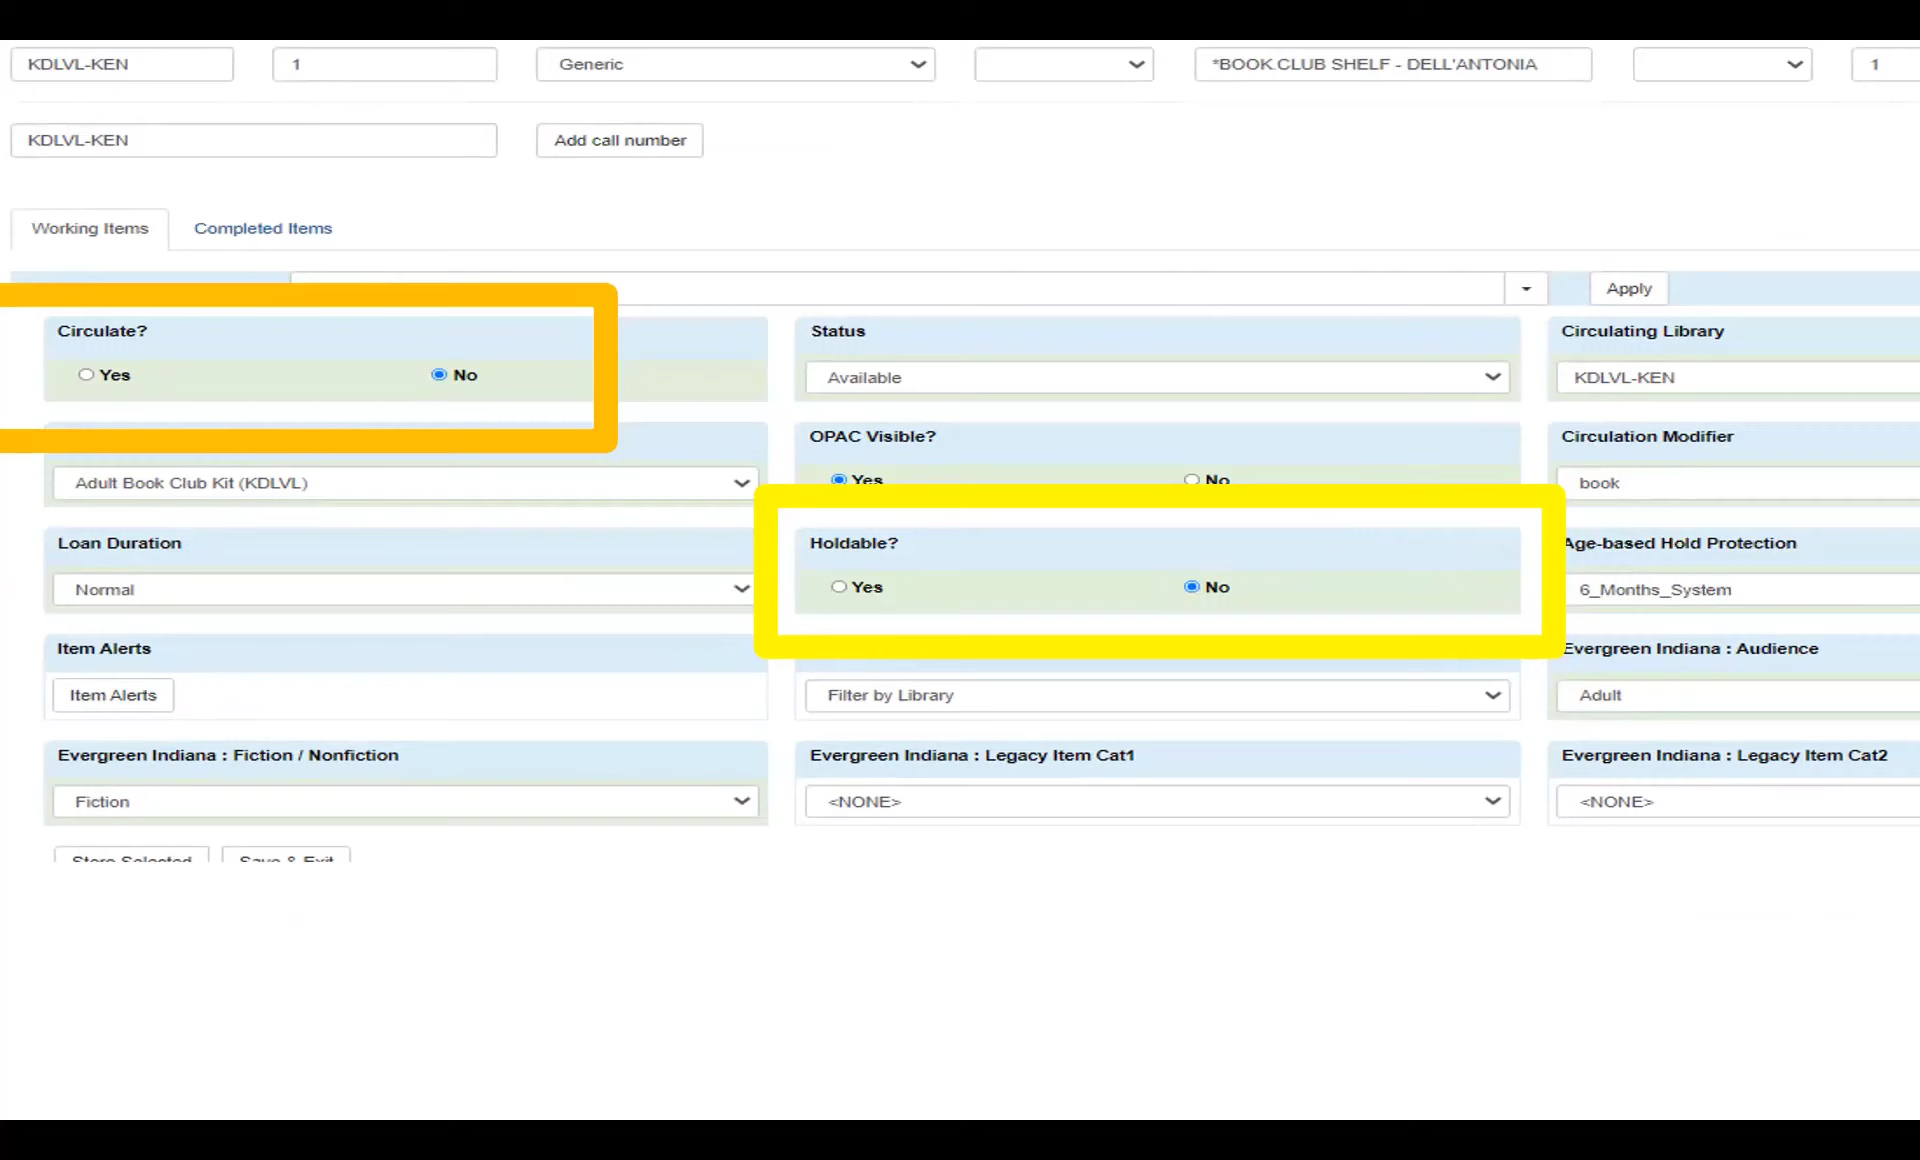 KDLVL-KEN 1 Generic *BOOK CLUB SHELF - DELL'ANTONIA 1
KDLVL-KEN Add call number
Working Items Completed Items
Apply
Circulate? Status Circulating Library
Yes No Available KDLVL-KEN
OPAC Visible? Circulation Modifier
Adult Book Club Kit (KDLVL) Yes No book
Loan Duration Holdable? Age-based Hold Protection
Normal Yes No 6_Months_System
Item Alerts Evergreen Indiana : Audience
Item Alerts Filter by Library Adult
Evergreen Indiana : Fiction / Nonfiction Evergreen Indiana : Legacy Item Cat1 Evergreen Indiana : Legacy Item Cat2
Fiction <NONE> <NONE>
Store Selected Save & Exit